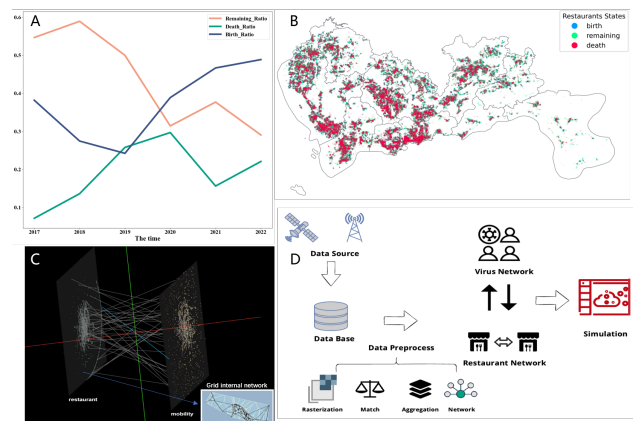 A
Remaining_Ratio
Death_Ratio
Birth_Ratio
0.6
0.5
0.4
0.3
0.2
0.1
2017
2018
2019
2020
2021
2022
The time
B
Restaurants States
birth
remaining
death
C
restaurant
mobility
Grid internal network
D
Data Source
Data Base
Data Preprocess
Rasterization
Match
Aggregation
Network
Virus Network
Restaurant Network
Simulation